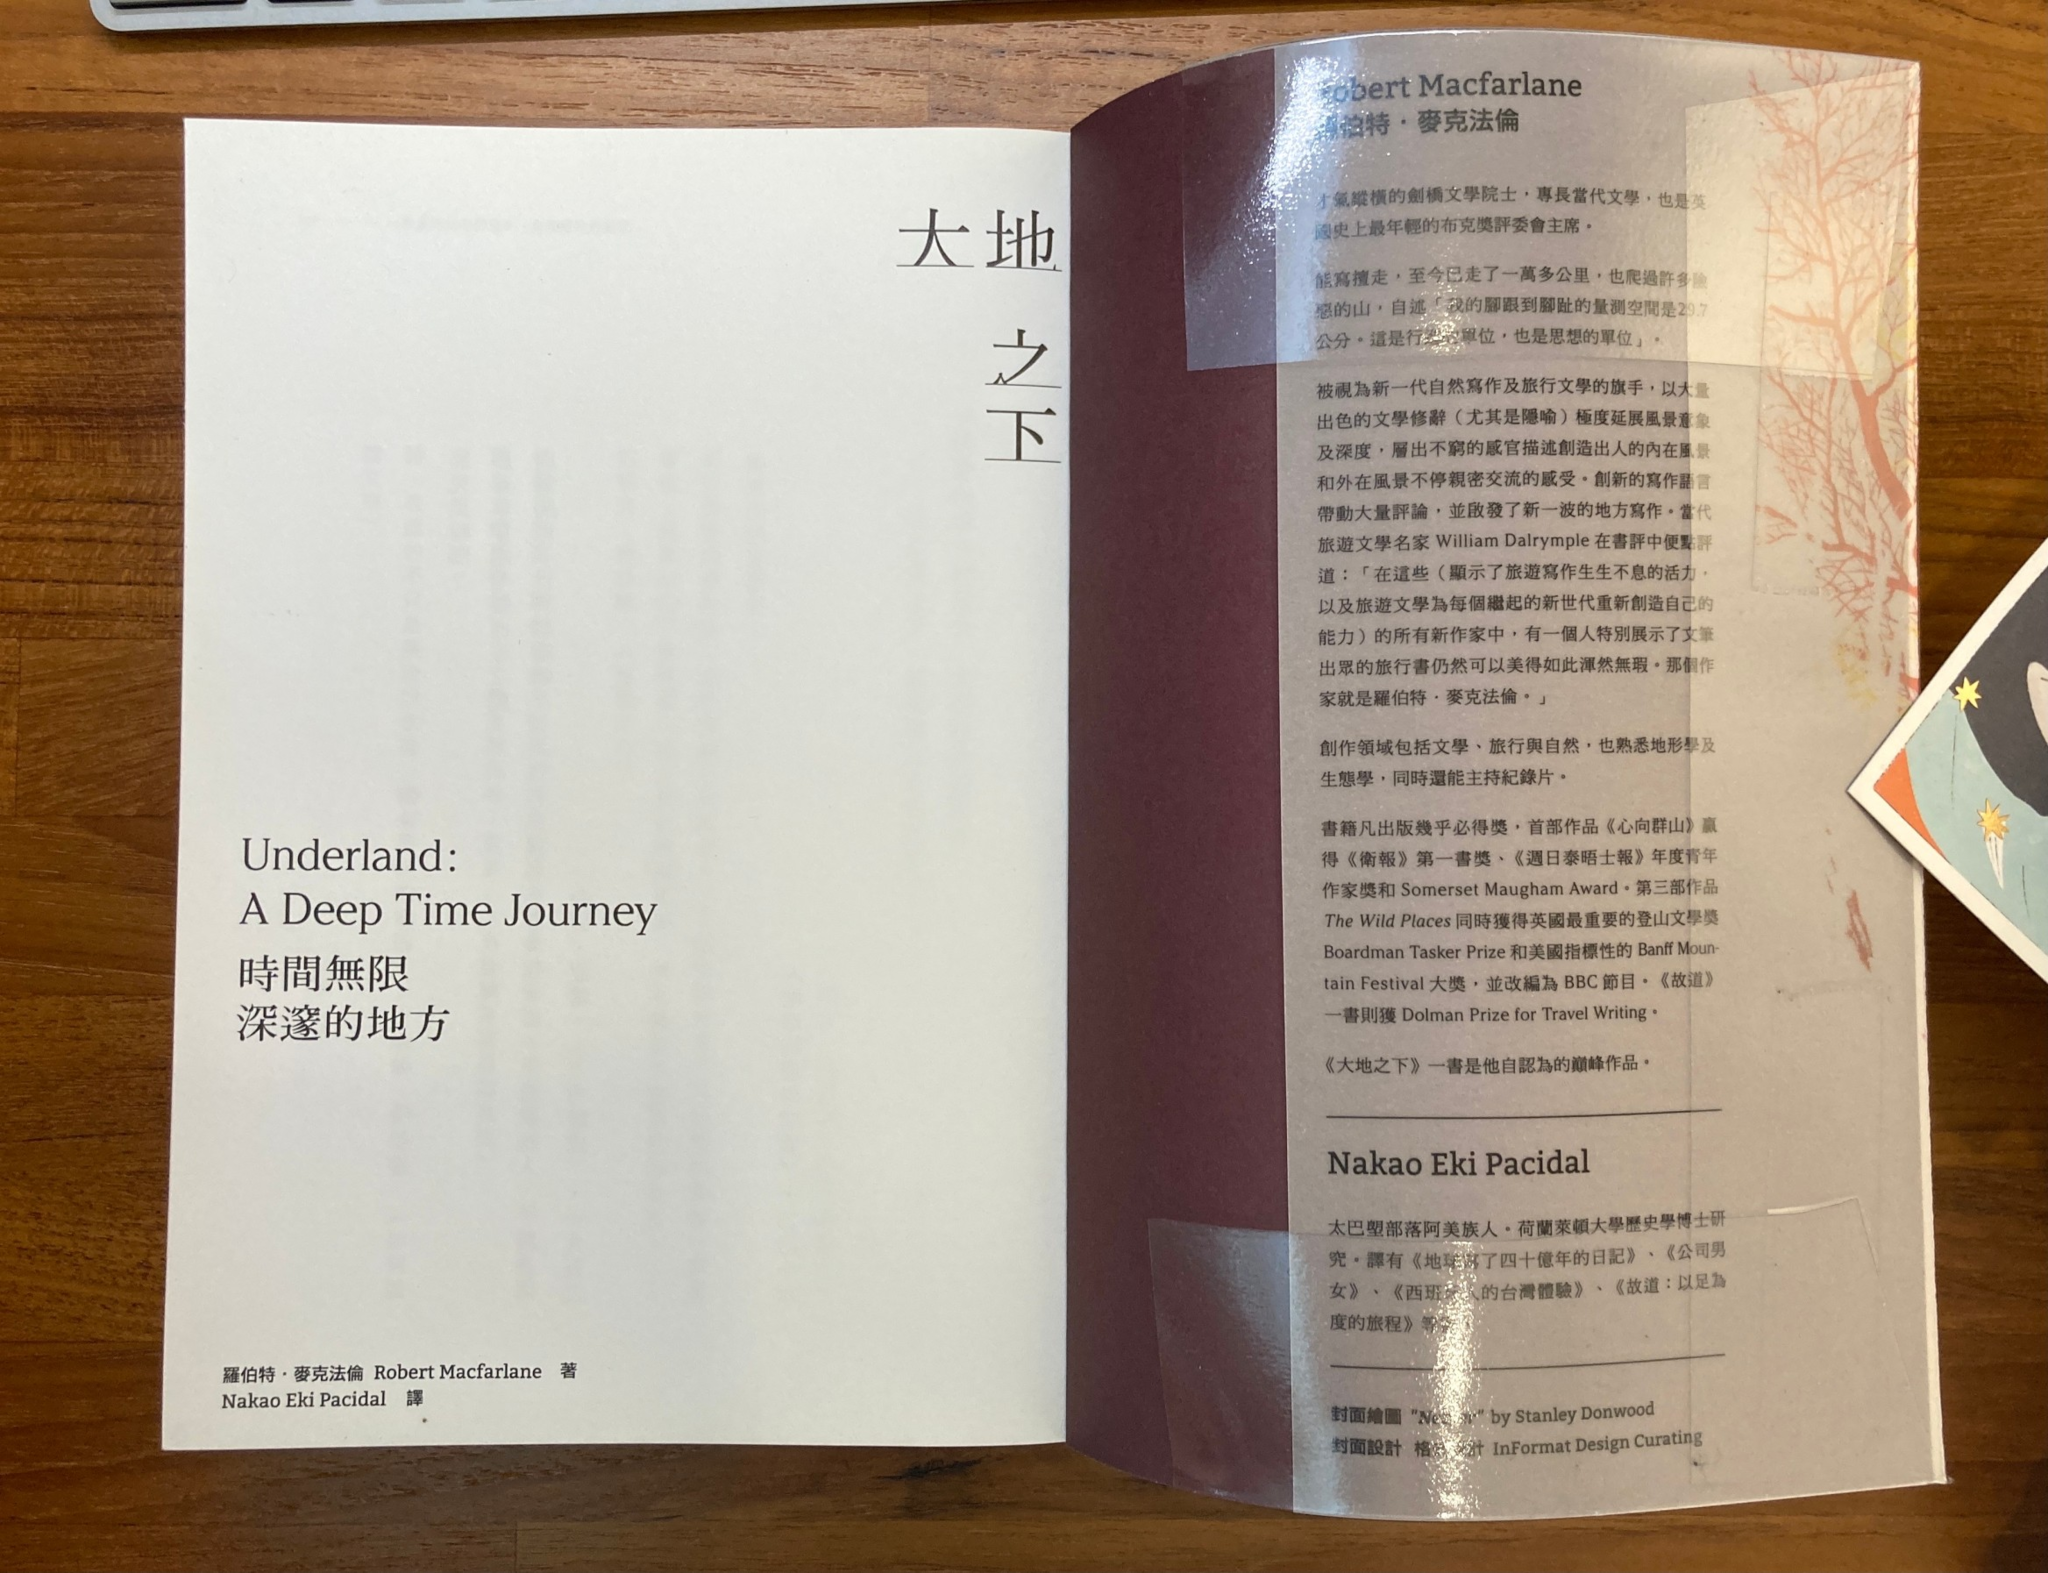 大地
之下
Underland:
A Deep Time Journey
時間無限
深邃的地方
羅伯特・麥克法倫 Robert Macfarlane 著
Nakao Eki Pacidal 譯
Robert Macfarlane
羅伯特・麥克法倫
才氣縱橫的劍橋文學院士，專長當代文學，也是英
國史上最年輕的布克獎評委會主席。
能寫擅走，至今已走了一萬多公里，也爬過許多險
惡的山，自述「我的腳跟到腳趾的量測空間是29.7
公分。這是行走的單位，也是思想的單位」。
被視為新一代自然寫作及旅行文學的旗手，以大量
出色的文學修辭（尤其是隱喻）極度延展風景意象
及深度，層出不窮的感官描述創造出人的內在風景
和外在風景不停親密交流的感受。創新的寫作語言
帶動大量評論，並啟發了新一波的地方寫作。當代
旅遊文學名家 William Dalrymple 在書評中便點評
道：「在這些（顯示了旅遊寫作生生不息的活力，
以及旅遊文學為每個繼起的新世代重新創造自己的
能力）的所有新作家中，有一個人特別展示了文筆
出眾的旅行書仍然可以美得如此渾然無瑕。那個作
家就是羅伯特・麥克法倫。」
創作領域包括文學、旅行與自然，也熟悉地形學及
生態學，同時還能主持紀錄片。
書籍凡出版幾乎必得獎，首部作品《心向群山》贏
得《衛報》第一書獎、《週日泰晤士報》年度青年
作家獎和 Somerset Maugham Award。第三部作品
The Wild Places 同時獲得英國最重要的登山文學獎
Boardman Tasker Prize 和美國指標性的 Banff Moun-
tain Festival 大獎，並改編為 BBC 節目。《故道》
一書則獲 Dolman Prize for Travel Writing。
《大地之下》一書是他自認為的巔峰作品。
Nakao Eki Pacidal
太巴塱部落阿美族人。荷蘭萊頓大學歷史學博士研
究。譯有《地球寫了四十億年的日記》、《公司男
女》、《西班牙人的台灣體驗》、《故道：以足為
度的旅程》等
封面繪圖 by Stanley Donwood
封面設計 格式設計 InFormat Design Curating